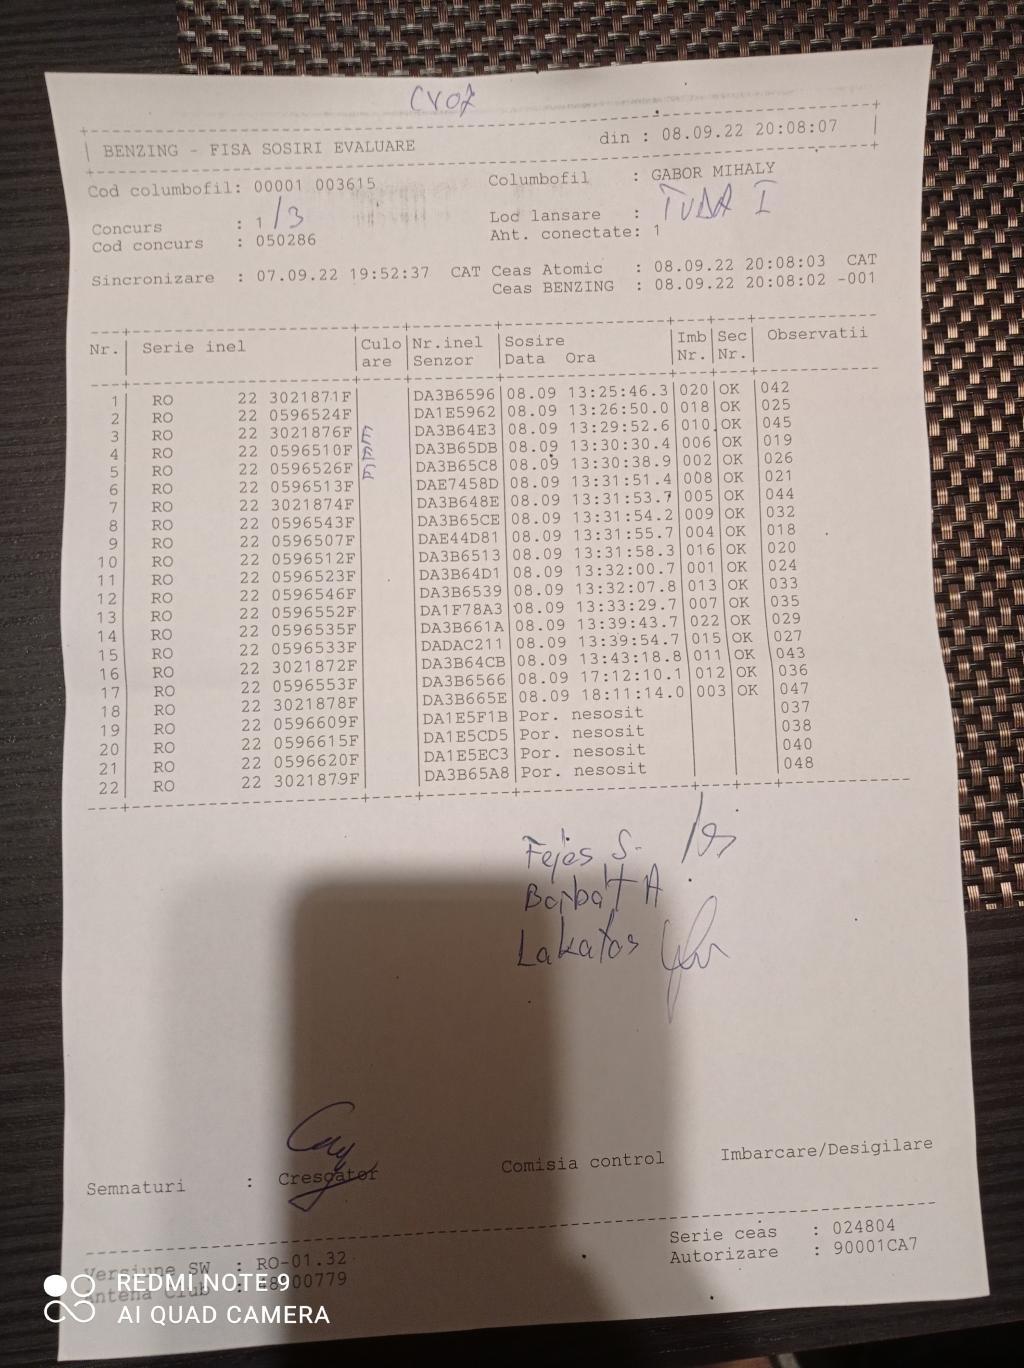 CV07
BENZING - FISA SOSIRI EVALUARE din : 08.09.22 20:08:07
Cod columbofil: 00001 003615 Columbofil : GABOR MIHALY
Concurs : 1/3 Loc lansare : TUDA I
Cod concurs : 050286 Ant. conectate: 1
Sincronizare : 07.09.22 19:52:37 CAT Ceas Atomic : 08.09.22 20:08:03 CAT
Ceas BENZING : 08.09.22 20:08:02 -001
Nr. Serie inel Culo Nr.inel Sosire Imb Sec Observatii
are Senzor Data Ora Nr. Nr.
1 RO 22 3021871F DA3B6596 08.09 13:25:46.3 020 OK 042
2 RO 22 0596524F DA1E5962 08.09 13:26:50.0 018 OK 025
3 RO 22 3021876F E DA3B64E3 08.09 13:29:52.6 010 OK 045
4 RO 22 0596510F E DA3B65DB 08.09 13:30:30.4 006 OK 019
5 RO 22 0596526F E DA3B65C8 08.09 13:30:38.9 002 OK 026
6 RO 22 0596513F DAE7458D 08.09 13:31:51.4 008 OK 021
7 RO 22 3021874F DA3B648E 08.09 13:31:53.7 005 OK 044
8 RO 22 0596543F DA3B65CE 08.09 13:31:54.2 009 OK 032
9 RO 22 0596507F DAE44D81 08.09 13:31:55.7 004 OK 018
10 RO 22 0596512F DA3B6513 08.09 13:31:58.3 016 OK 020
11 RO 22 0596523F DA3B64D1 08.09 13:32:00.7 001 OK 024
12 RO 22 0596546F DA3B6539 08.09 13:32:07.8 013 OK 033
13 RO 22 0596552F DA1F78A3 08.09 13:33:29.7 007 OK 035
14 RO 22 0596535F DA3B661A 08.09 13:39:43.7 022 OK 029
15 RO 22 0596533F DADAC211 08.09 13:39:54.7 015 OK 027
16 RO 22 3021872F DA3B64CB 08.09 13:43:18.8 011 OK 043
17 RO 22 0596553F DA3B6566 08.09 17:12:10.1 012 OK 036
18 RO 22 3021878F DA3B665E 08.09 18:11:14.0 003 OK 047
19 RO 22 0596609F DA1E5F1B Por. nesosit 037
20 RO 22 0596615F DA1E5CD5 Por. nesosit 038
21 RO 22 0596620F DA1E5EC3 Por. nesosit 040
22 RO 22 3021879F DA3B65A8 Por. nesosit 048
Fejes S.
Borbat A
Lakatos
Semnaturi : Crescator Comisia control Imbarcare/Desigilare
Versiune SW : RO-01.32 Serie ceas : 024804
Antena Club : 00779 Autorizare : 90001CA7
REDMI NOTE 9
AI QUAD CAMERA